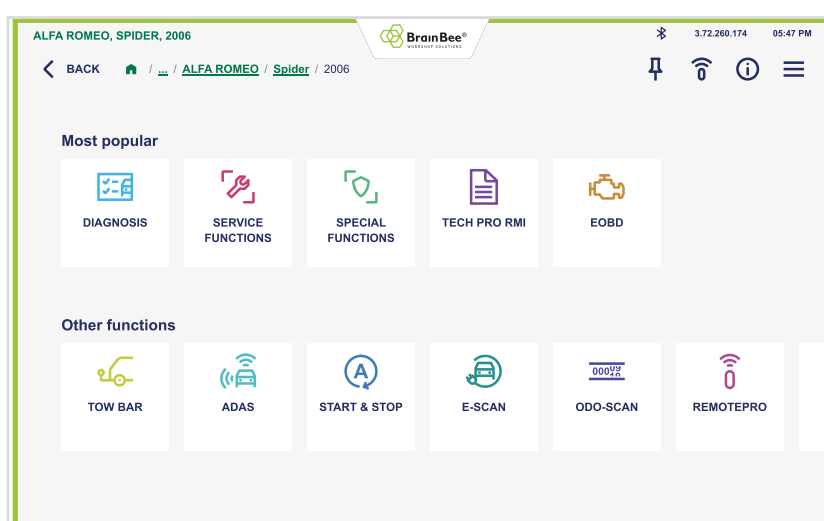 ALFA ROMEO, SPIDER, 2006
BrainBee®
WORKSHOP SOLUTIONS
3.72.260.174
05:47 PM
BACK / ... / ALFA ROMEO / Spider / 2006
Most popular
DIAGNOSIS
SERVICE
FUNCTIONS
SPECIAL
FUNCTIONS
TECH PRO RMI
EOBD
Other functions
A
TOW BAR
ADAS
START & STOP
E-SCAN
ODO-SCAN
REMOTEPRO